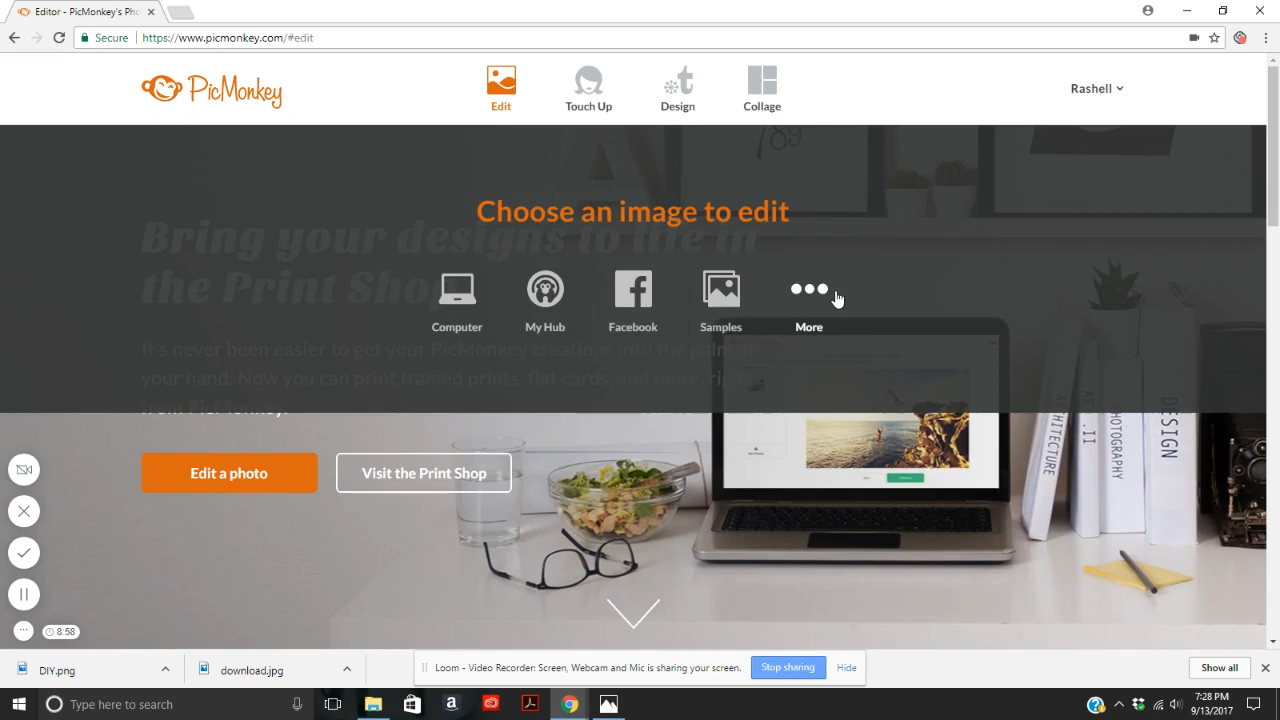 Editor - PicMonkey's Pho
Secure
https://www.picmonkey.com/#edit
PicMonkey
Edit
Touch Up
Design
Collage
Rashell
789
Choose an image to edit
Bring your designs to life in
the Print Shop
Computer
My Hub
Facebook
Samples
More
It's never been easier to get your PicMonkey creations into the palm of
your hand. Now you can print framed prints, flat cards, and more, right
from PicMonkey.
ARCHITECTURE
PHOTOGRAPHY
DESIGN
Edit a photo
Visit the Print Shop
8:58
DIY.png
download.jpg
Loom - Video Recorder: Screen, Webcam and Mic is sharing your screen.
Stop sharing
Hide
Show all
Type here to search
7:28 PM
9/13/2017